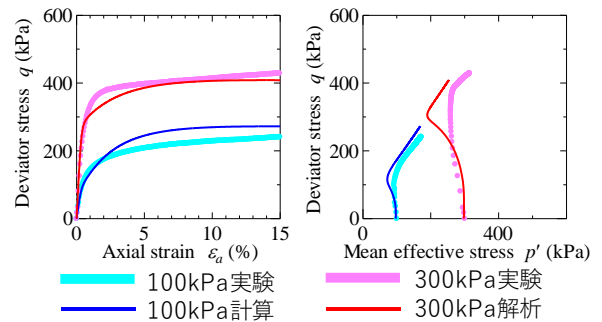 Deviator stress q (kPa)
600
400
200
0
0 5 10 15
Axial strain εa (%)
Deviator stress q (kPa)
600
400
200
0
400
Mean effective stress p′ (kPa)
100kPa実験
300kPa実験
100kPa計算
300kPa解析